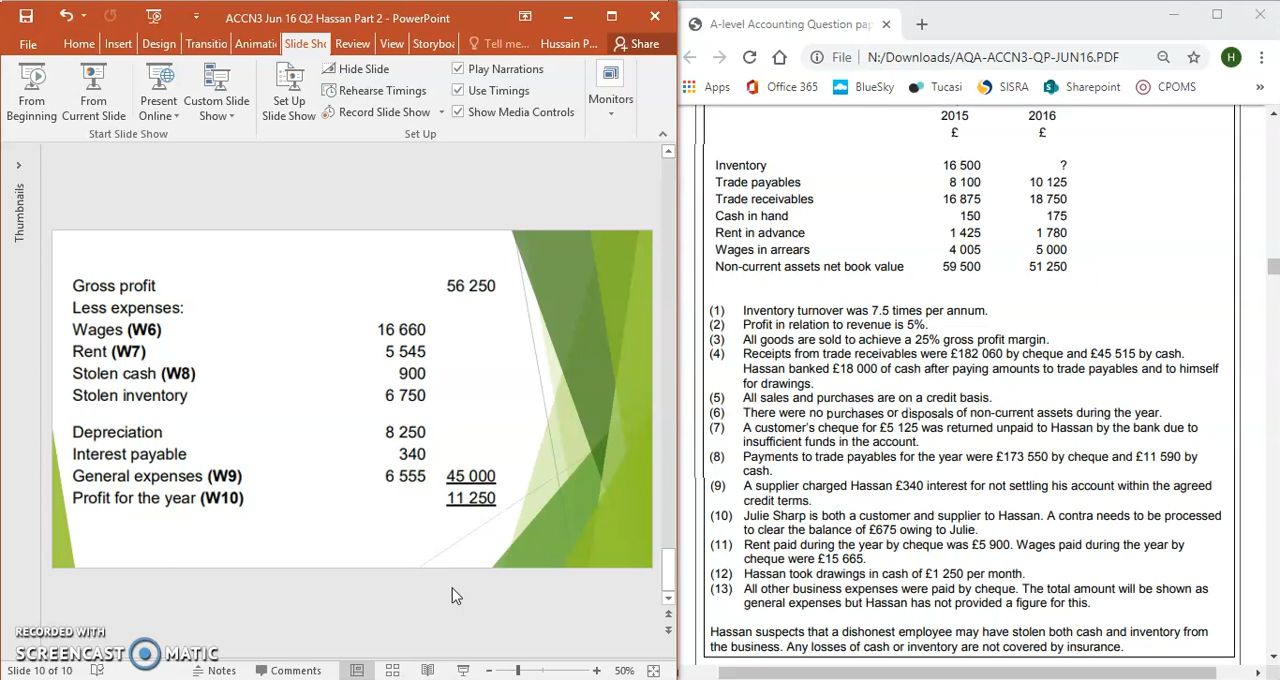 ACCN3 Jun 16 Q2 Hassan Part 2 - PowerPoint
File Home Insert Design Transitio Animati Slide Sho Review View Storybo Tell me... Hussain P... Share
From Beginning
From Current Slide
Present Online
Custom Slide Show
Start Slide Show
Set Up Slide Show
Hide Slide
Rehearse Timings
Record Slide Show
Play Narrations
Use Timings
Show Media Controls
Set Up
Monitors
Thumbnails
Gross profit 56 250
Less expenses:
Wages (W6) 16 660
Rent (W7) 5 545
Stolen cash (W8) 900
Stolen inventory 6 750
Depreciation 8 250
Interest payable 340
General expenses (W9) 6 555 45 000
Profit for the year (W10) 11 250
RECORDED WITH
SCREENCAST MATIC
Slide 10 of 10 Notes Comments 50%
A-level Accounting Question pap
File N:/Downloads/AQA-ACCN3-QP-JUN16.PDF H
Apps Office 365 BlueSky Tucasi SISRA Sharepoint CPOMS »
2015 2016
£ £
Inventory 16 500 ?
Trade payables 8 100 10 125
Trade receivables 16 875 18 750
Cash in hand 150 175
Rent in advance 1 425 1 780
Wages in arrears 4 005 5 000
Non-current assets net book value 59 500 51 250
(1) Inventory turnover was 7.5 times per annum.
(2) Profit in relation to revenue is 5%.
(3) All goods are sold to achieve a 25% gross profit margin.
(4) Receipts from trade receivables were £182 060 by cheque and £45 515 by cash.
Hassan banked £18 000 of cash after paying amounts to trade payables and to himself
for drawings.
(5) All sales and purchases are on a credit basis.
(6) There were no purchases or disposals of non-current assets during the year.
(7) A customer's cheque for £5 125 was returned unpaid to Hassan by the bank due to
insufficient funds in the account.
(8) Payments to trade payables for the year were £173 550 by cheque and £11 590 by
cash.
(9) A supplier charged Hassan £340 interest for not settling his account within the agreed
credit terms.
(10) Julie Sharp is both a customer and supplier to Hassan. A contra needs to be processed
to clear the balance of £675 owing to Julie.
(11) Rent paid during the year by cheque was £5 900. Wages paid during the year by
cheque were £15 665.
(12) Hassan took drawings in cash of £1 250 per month.
(13) All other business expenses were paid by cheque. The total amount will be shown as
general expenses but Hassan has not provided a figure for this.
Hassan suspects that a dishonest employee may have stolen both cash and inventory from
the business. Any losses of cash or inventory are not covered by insurance.